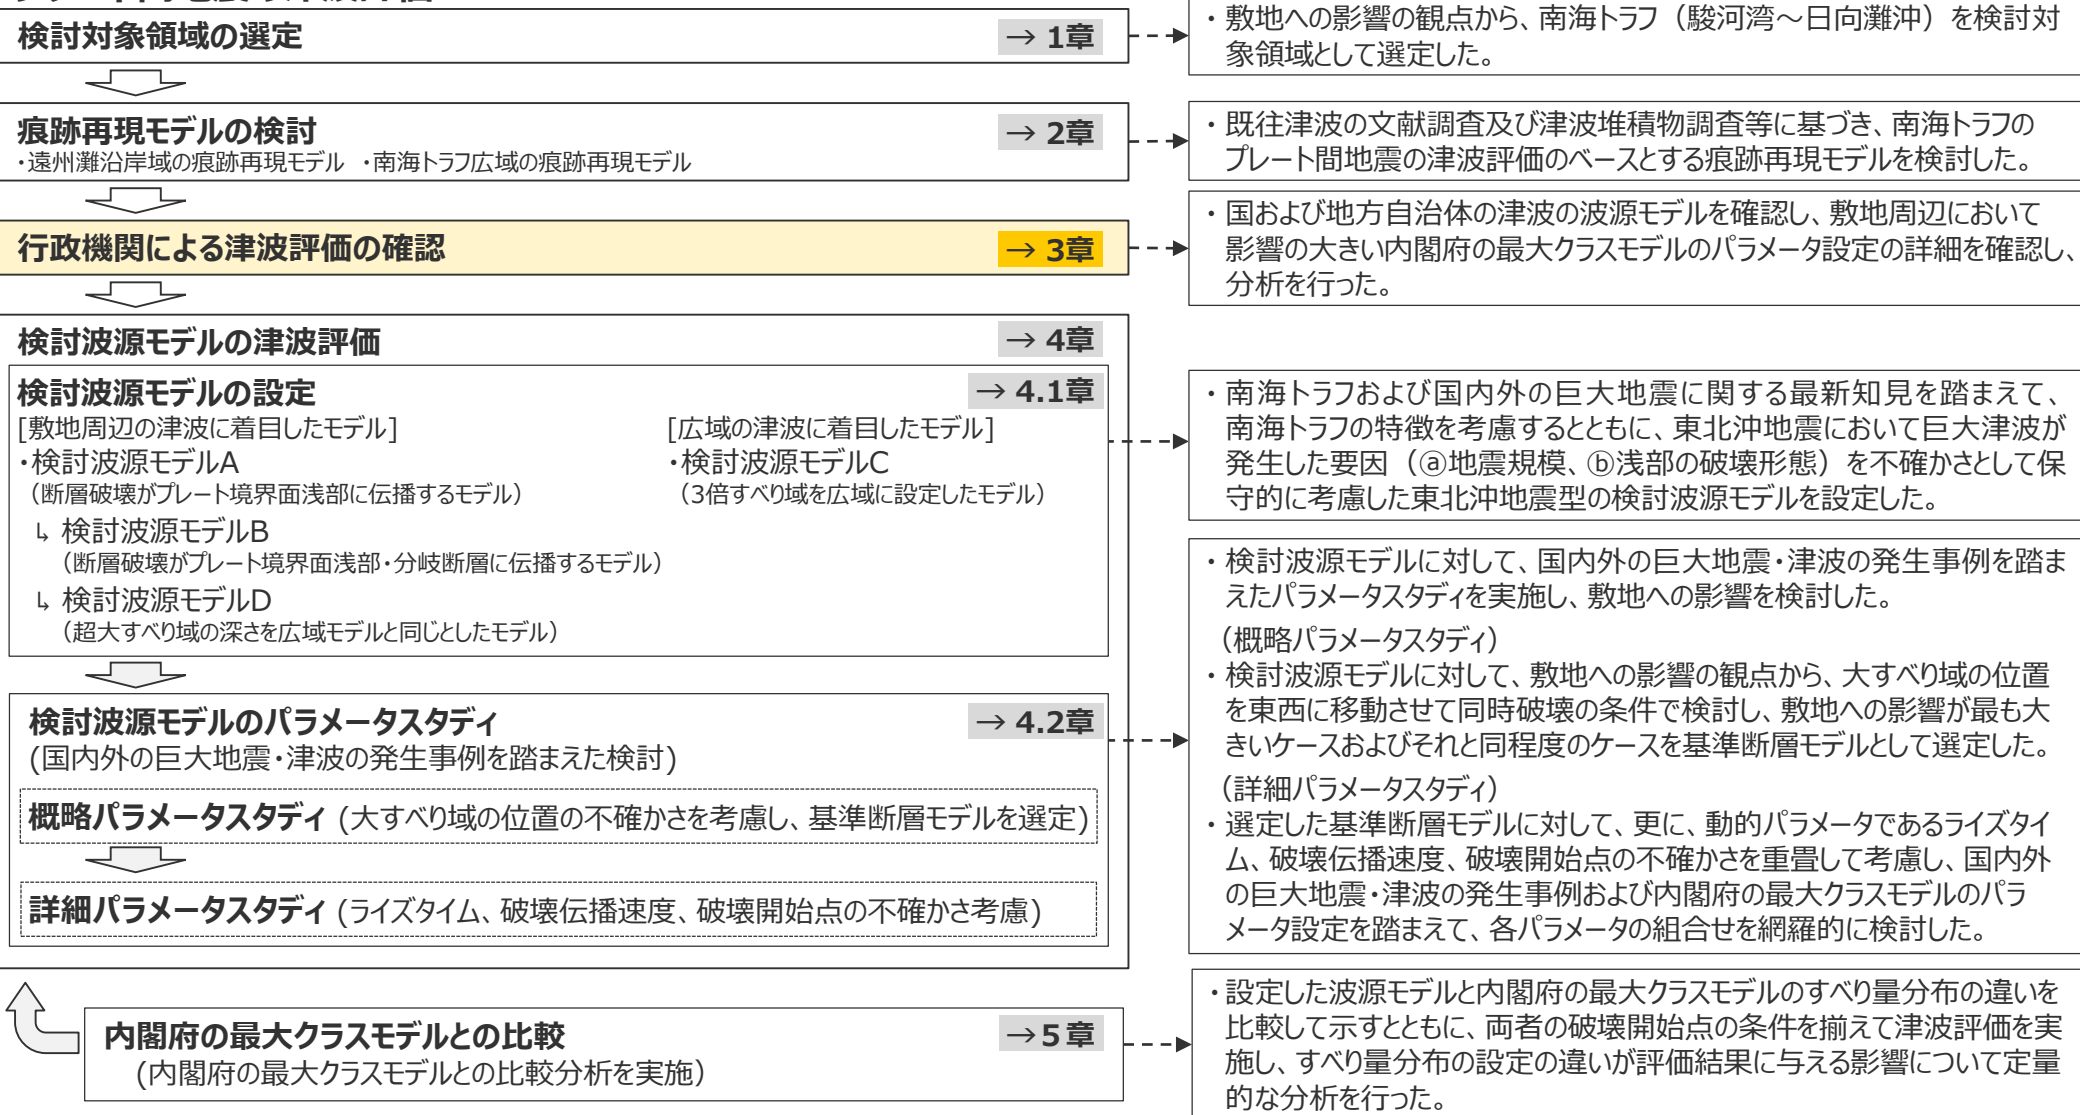 検討対象領域の選定 → 1章
・敷地への影響の観点から、南海トラフ（駿河湾～日向灘沖）を検討対
象領域として選定した。
痕跡再現モデルの検討 → 2章
・遠州灘沿岸域の痕跡再現モデル ・南海トラフ広域の痕跡再現モデル
・既往津波の文献調査及び津波堆積物調査等に基づき、南海トラフの
プレート間地震の津波評価のベースとする痕跡再現モデルを検討した。
行政機関による津波評価の確認 → 3章
・国および地方自治体の津波の波源モデルを確認し、敷地周辺において
影響の大きい内閣府の最大クラスモデルのパラメータ設定の詳細を確認し、
分析を行った。
検討波源モデルの津波評価 → 4章
検討波源モデルの設定 → 4.1章
[敷地周辺の津波に着目したモデル] [広域の津波に着目したモデル]
・検討波源モデルA ・検討波源モデルC
（断層破壊がプレート境界面浅部に伝播するモデル） （3倍すべり域を広域に設定したモデル）
↳ 検討波源モデルB
（断層破壊がプレート境界面浅部・分岐断層に伝播するモデル）
↳ 検討波源モデルD
（超大すべり域の深さを広域モデルと同じとしたモデル）
・南海トラフおよび国内外の巨大地震に関する最新知見を踏まえて、
南海トラフの特徴を考慮するとともに、東北沖地震において巨大津波が
発生した要因（ⓐ地震規模、ⓑ浅部の破壊形態）を不確かさとして保
守的に考慮した東北沖地震型の検討波源モデルを設定した。
検討波源モデルのパラメータスタディ → 4.2章
(国内外の巨大地震・津波の発生事例を踏まえた検討)
概略パラメータスタディ (大すべり域の位置の不確かさを考慮し、基準断層モデルを選定)
詳細パラメータスタディ (ライズタイム、破壊伝播速度、破壊開始点の不確かさ考慮)
・検討波源モデルに対して、国内外の巨大地震・津波の発生事例を踏ま
えたパラメータスタディを実施し、敷地への影響を検討した。
（概略パラメータスタディ）
・検討波源モデルに対して、敷地への影響の観点から、大すべり域の位置
を東西に移動させて同時破壊の条件で検討し、敷地への影響が最も大
きいケースおよびそれと同程度のケースを基準断層モデルとして選定した。
（詳細パラメータスタディ）
・選定した基準断層モデルに対して、更に、動的パラメータであるライズタイ
ム、破壊伝播速度、破壊開始点の不確かさを重畳して考慮し、国内外
の巨大地震・津波の発生事例および内閣府の最大クラスモデルのパラ
メータ設定を踏まえて、各パラメータの組合せを網羅的に検討した。
内閣府の最大クラスモデルとの比較 →5章
(内閣府の最大クラスモデルとの比較分析を実施)
・設定した波源モデルと内閣府の最大クラスモデルのすべり量分布の違いを
比較して示すとともに、両者の破壊開始点の条件を揃えて津波評価を実
施し、すべり量分布の設定の違いが評価結果に与える影響について定量
的な分析を行った。